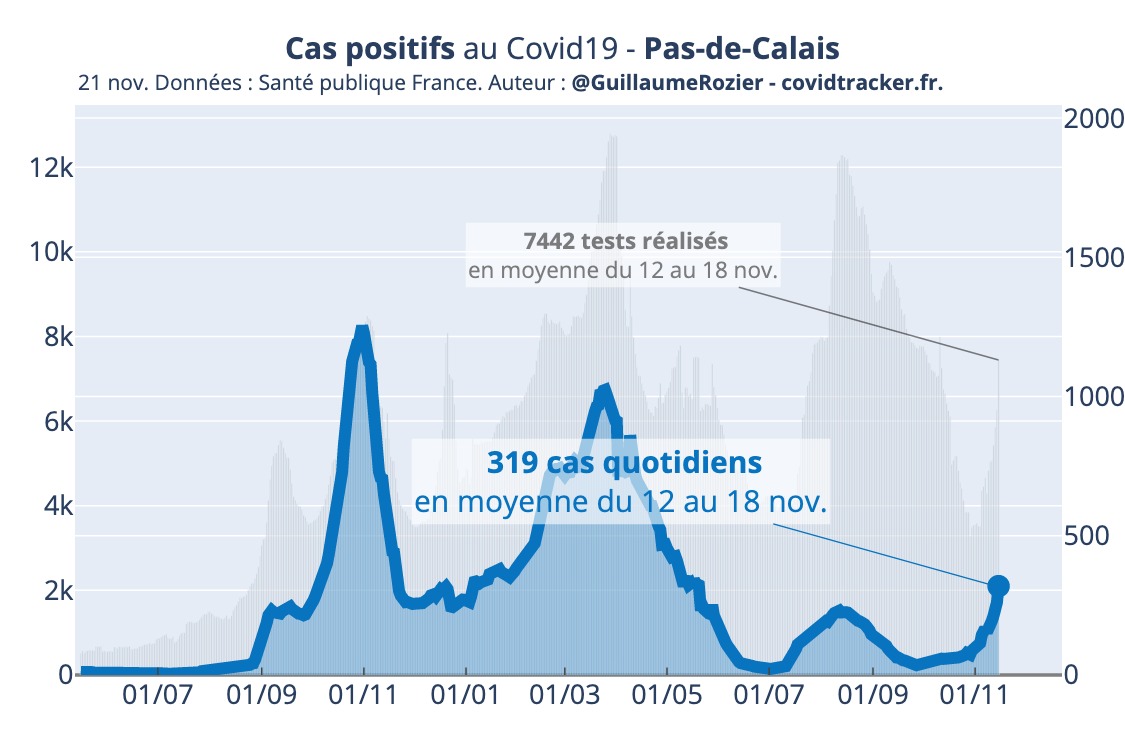 Cas positifs au Covid19 - Pas-de-Calais
21 nov. Données : Santé publique France. Auteur : @GuillaumeRozier - covidtracker.fr.
2000
12k
7442 tests réalisés
10k
1500
en moyenne du 12 au 18 nov.
8k
1000
6k
319 cas quotidiens
4k
en moyenne du 12 au 18 nov.
500
2k
0
0
01/07 01/09 01/11 01/01 01/03 01/05 01/07 01/09 01/11